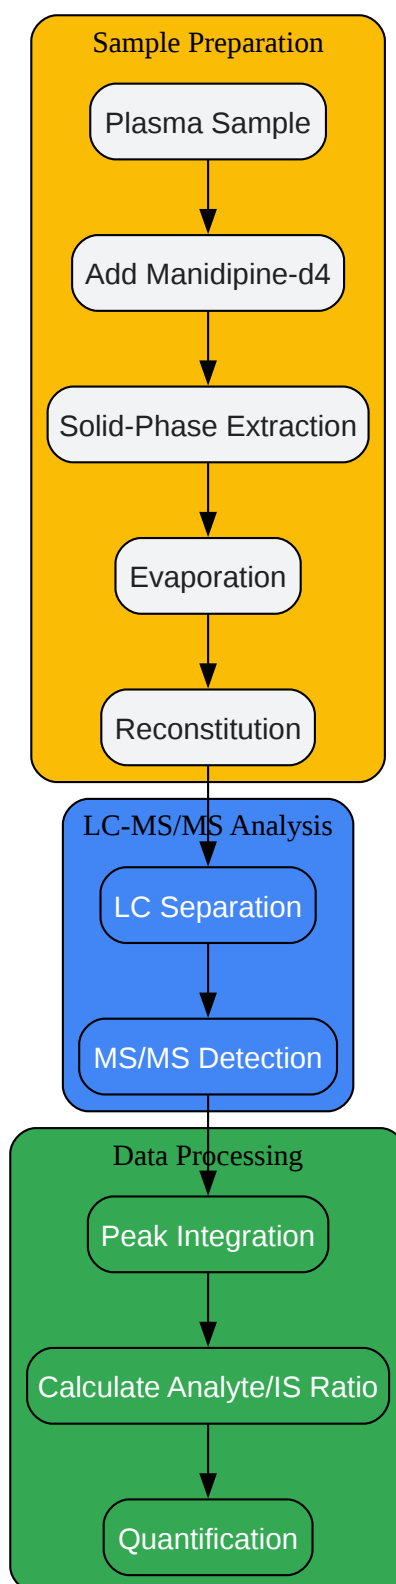 Sample Preparation
Plasma Sample
Add Manidipine-d4
Solid-Phase Extraction
Evaporation
Reconstitution
LC-MS/MS Analysis
LC Separation
MS/MS Detection
Data Processing
Peak Integration
Calculate Analyte/IS Ratio
Quantification